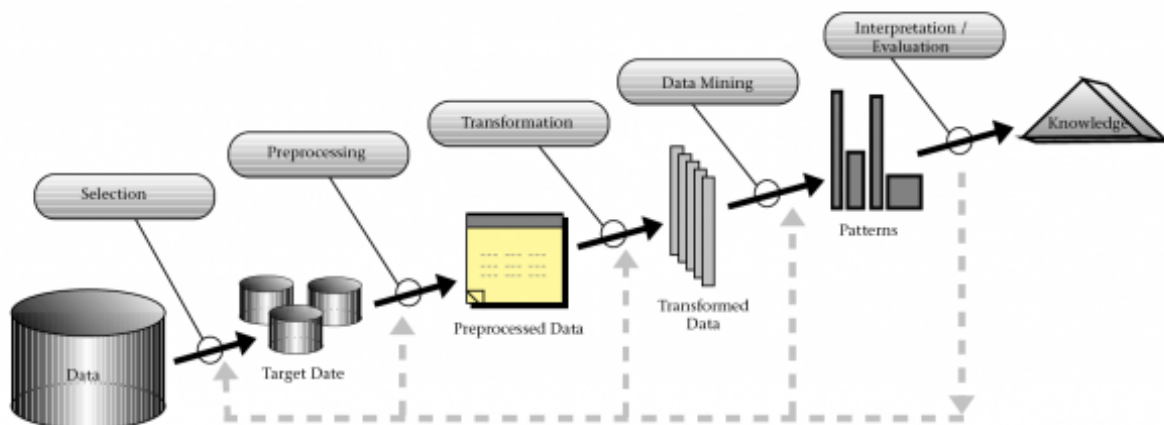 Interpretation /
Evaluation
Data Mining
Knowledge
Transformation
Preprocessing
Selection
Patterns
Transformed
Data
Preprocessed Data
Target Date
Data